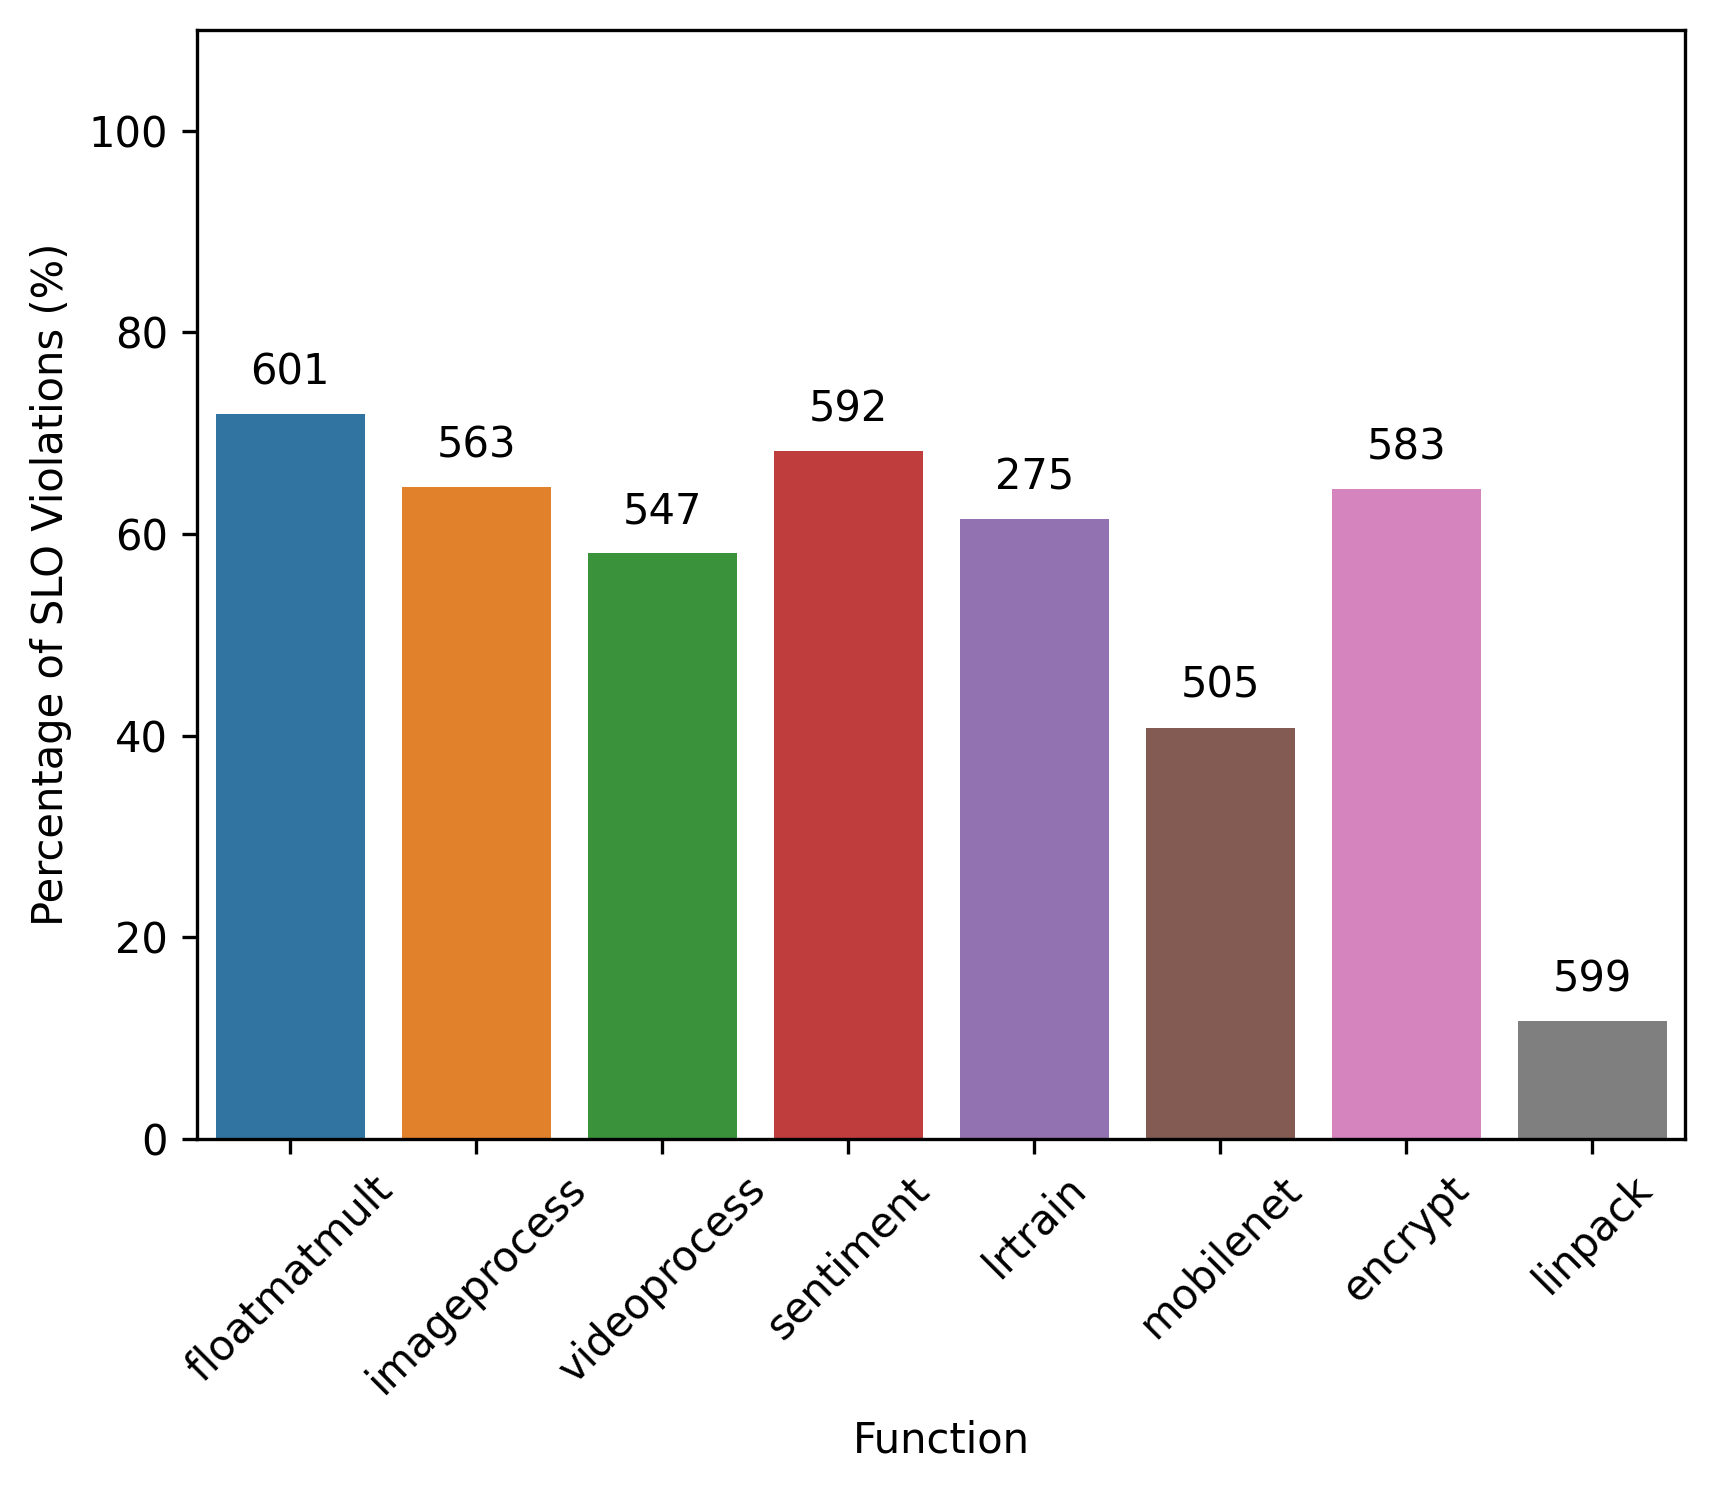 Percentage of SLO Violations (%)
100
80
60
40
20
0
601
563
547
592
275
505
583
599
floatmatmult
imageprocess
videoprocess
sentiment
lrtrain
mobilenet
encrypt
linpack
Function